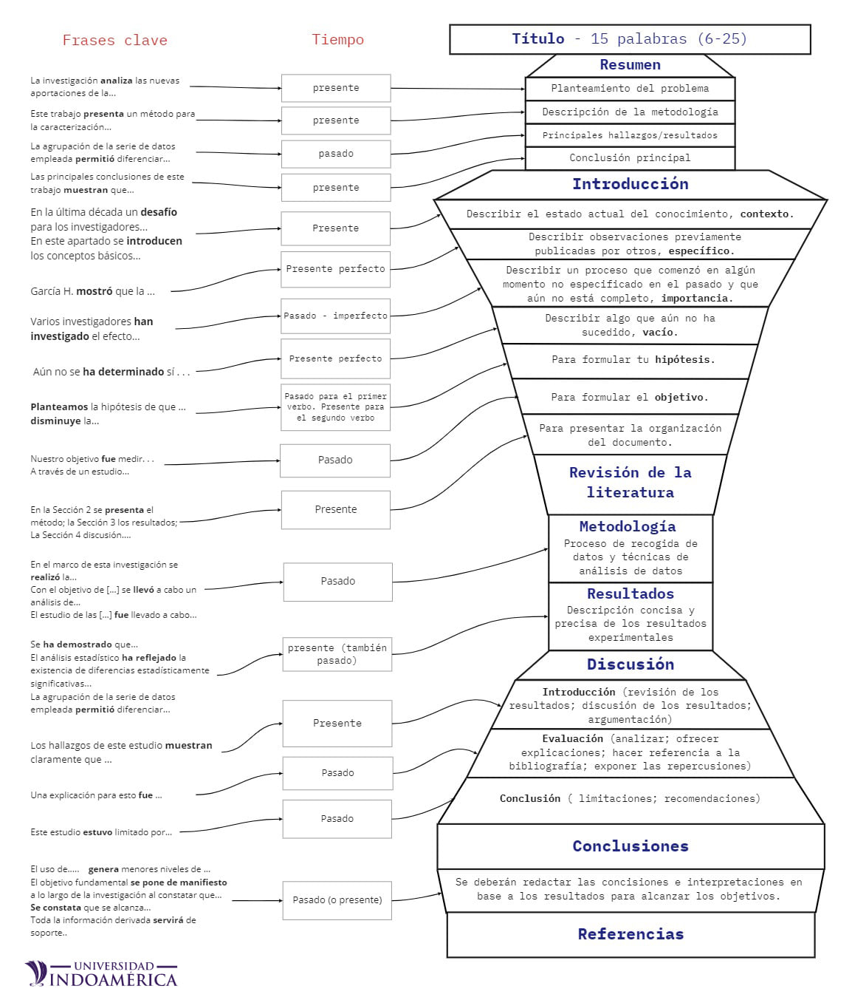 Frases clave
Tiempo
Título - 15 palabras (6-25)
Resumen
La investigación analiza las nuevas
aportaciones de la...
presente
Planteamiento del problema
Este trabajo presenta un método para
la caracterización...
presente
Descripción de la metodología
La agrupación de la serie de datos
empleada permitió diferenciar...
pasado
Principales hallazgos/resultados
Las principales conclusiones de este
trabajo muestran que...
presente
Conclusión principal
Introducción
En la última década un desafío
para los investigadores...
En este apartado se introducen
los conceptos básicos...
Presente
Describir el estado actual del conocimiento, contexto.
García H. mostró que la ...
Presente perfecto
Describir observaciones previamente
publicadas por otros, específico.
Varios investigadores han
investigado el efecto...
Pasado - imperfecto
Describir un proceso que comenzó en algún
momento no especificado en el pasado y que
aún no está completo, importancia.
Aún no se ha determinado sí . . .
Presente perfecto
Describir algo que aún no ha
sucedido, vacío.
Planteamos la hipótesis de que ...
disminuye la...
Pasado para el primer
verbo. Presente para
el segundo verbo
Para formular tu hipótesis.
Nuestro objetivo fue medir. . .
A través de un estudio...
Pasado
Para formular el objetivo.
En la Sección 2 se presenta el
método; la Sección 3 los resultados;
La Sección 4 discusión....
Presente
Para presentar la organización
del documento.
Revisión de la
literatura
En el marco de esta investigación se
realizó la...
Con el objetivo de [...] se llevó a cabo un
análisis de...
El estudio de las [...] fue llevado a cabo...
Pasado
Metodología
Proceso de recogida de
datos y técnicas de
análisis de datos
Se ha demostrado que...
El análisis estadístico ha reflejado la
existencia de diferencias estadísticamente
significativas...
La agrupación de la serie de datos
empleada permitió diferenciar...
presente (también
pasado)
Resultados
Descripción concisa y
precisa de los resultados
experimentales
Discusión
Los hallazgos de este estudio muestran
claramente que ...
Presente
Introducción (revisión de los
resultados; discusión de los resultados;
argumentación)
Una explicación para esto fue ...
Pasado
Evaluación (analizar; ofrecer
explicaciones; hacer referencia a la
bibliografía; exponer las repercusiones)
Este estudio estuvo limitado por...
Pasado
Conclusión ( limitaciones; recomendaciones)
Conclusiones
El uso de..... genera menores niveles de ...
El objetivo fundamental se pone de manifiesto
a lo largo de la investigación al constatar que...
Se constata que se alcanza...
Toda la información derivada servirá de
soporte..
Pasado (o presente)
Se deberán redactar las concisiones e interpretaciones en
base a los resultados para alcanzar los objetivos.
Referencias
UNIVERSIDAD
INDOAMÉRICA